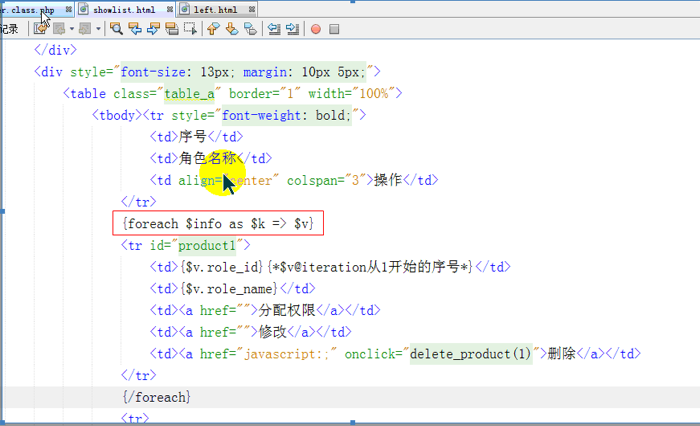 er.class.php showlist.html left.html
记录
</div>
<div style="font-size: 13px; margin: 10px 5px;">
<table class="table_a" border="1" width="100%">
<tbody><tr style="font-weight: bold;">
<td>序号</td>
<td>角色名称</td>
<td align="center" colspan="3">操作</td>
</tr>
{foreach $info as $k => $v}
<tr id="product1">
<td>{$v.role_id}{*$v@iteration从1开始的序号*}</td>
<td>{$v.role_name}</td>
<td><a href="">分配权限</a></td>
<td><a href="">修改</a></td>
<td><a href="javascript:;" onclick="delete_product(1)">删除</a></td>
</tr>
{/foreach}
<tr>